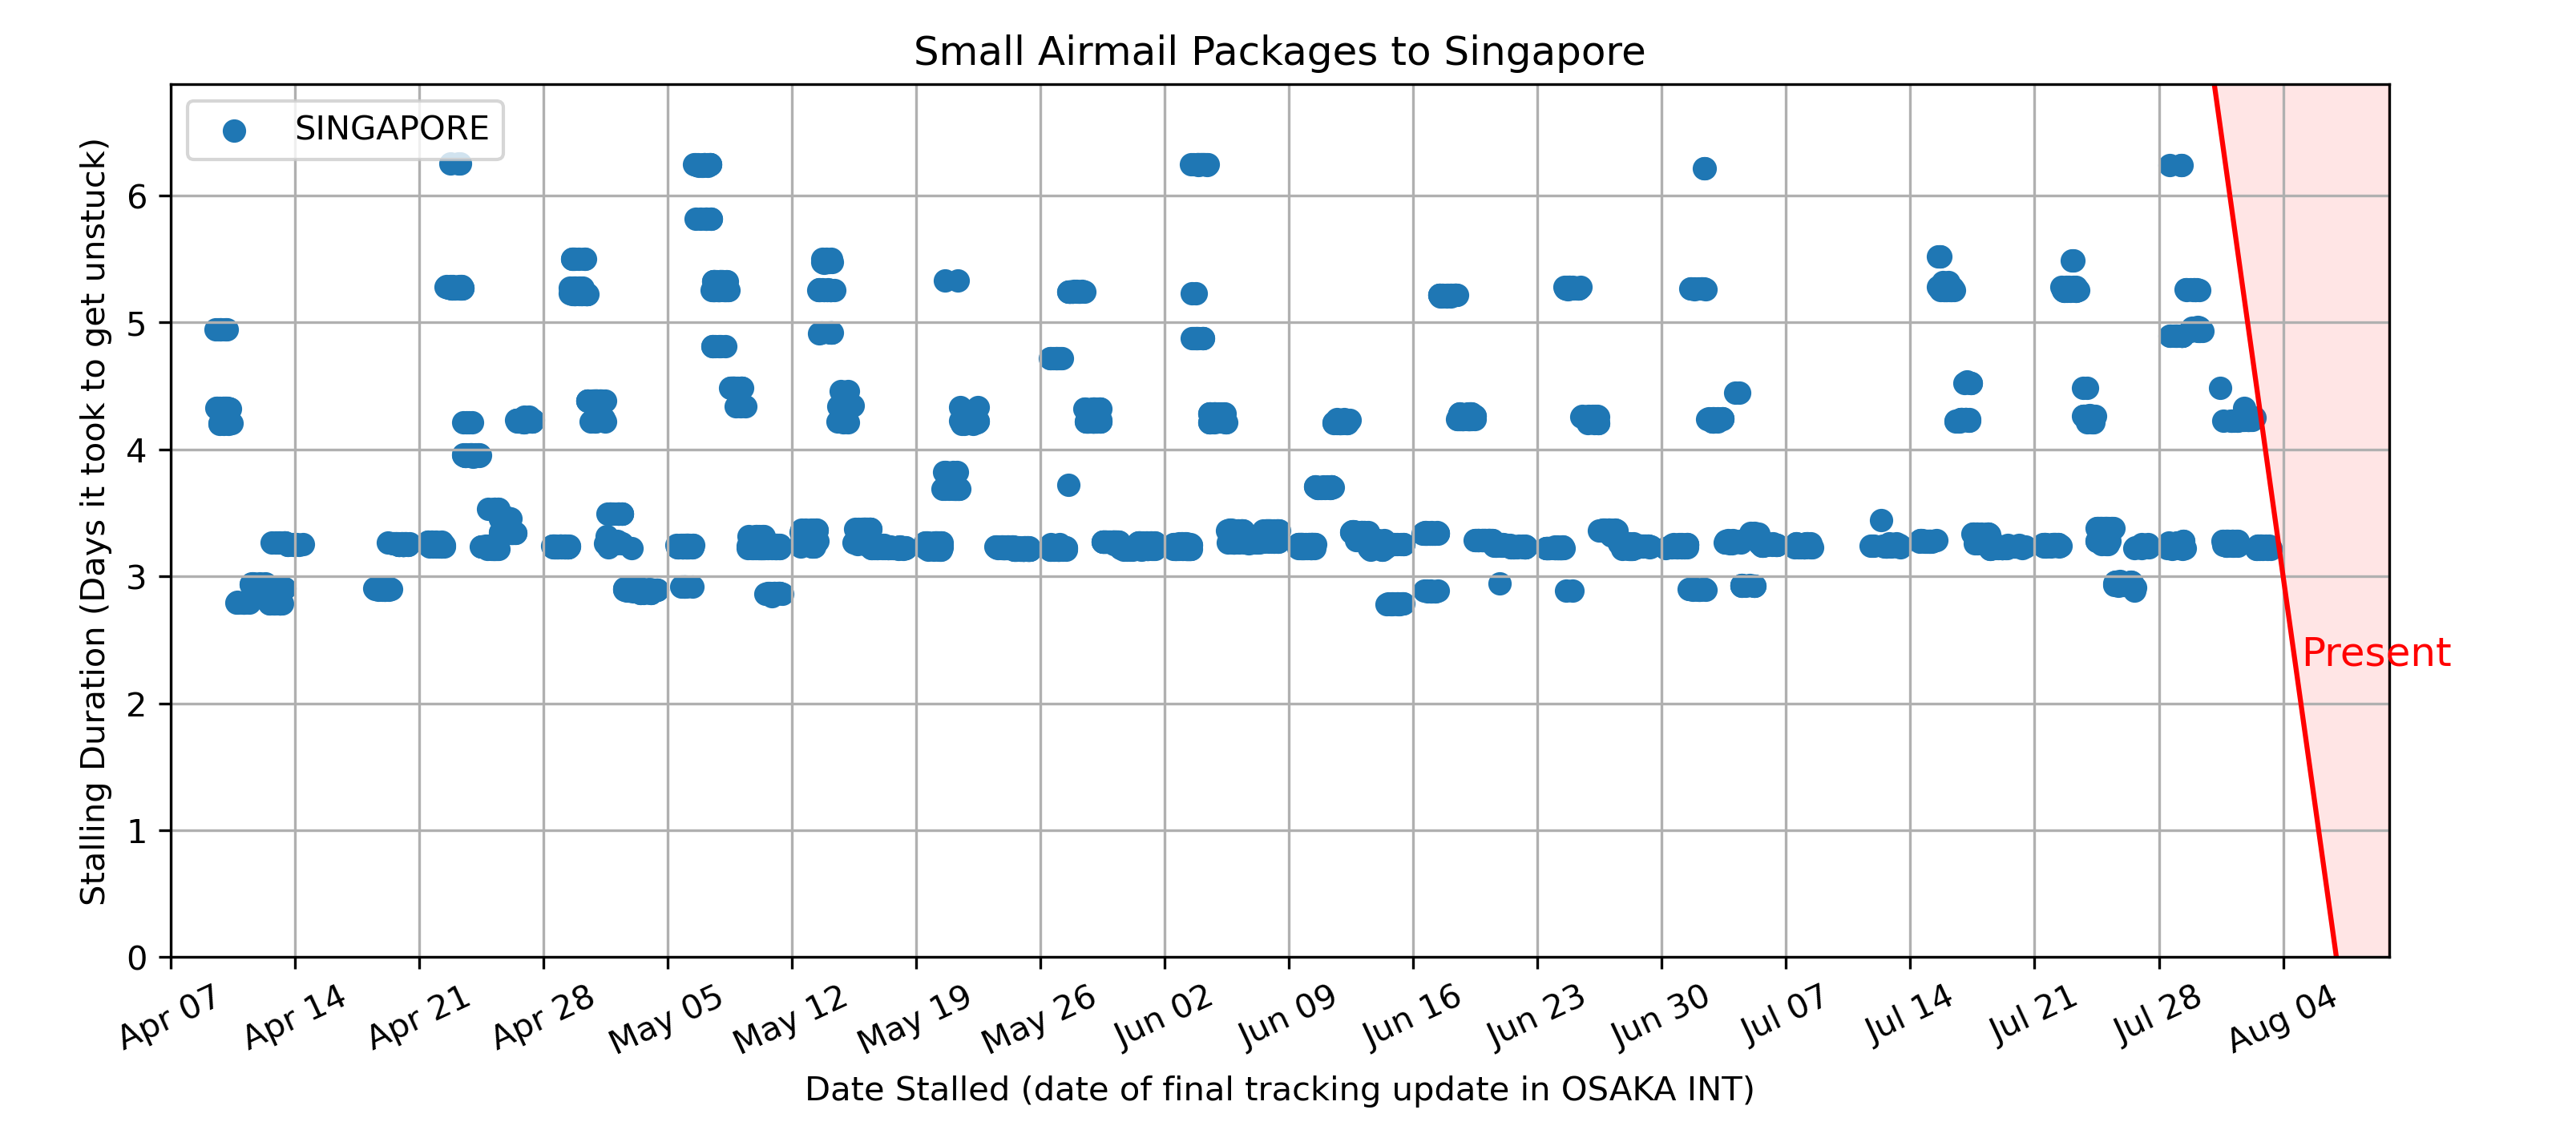 Small Airmail Packages to Singapore
SINGAPORE
Stalling Duration (Days it took to get unstuck)
6
5
4
3
2
1
0
Present
Apr 07
Apr 14
Apr 21
Apr 28
May 05
May 12
May 19
May 26
Jun 02
Jun 09
Jun 16
Jun 23
Jun 30
Jul 07
Jul 14
Jul 21
Jul 28
Aug 04
Date Stalled (date of final tracking update in OSAKA INT)